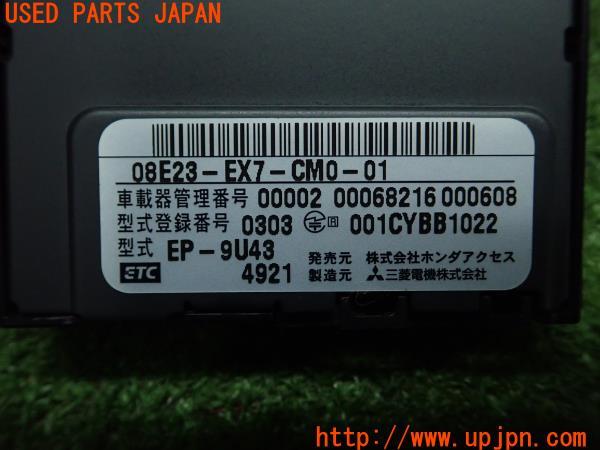 USED PARTS JAPAN
08E23-EX7-CM0-01
車載器管理番号 00002 00068216 000608
型式登録番号 0303 R 001CYBB1022
型式 EP-9U43 発売元 株式会社ホンダアクセス
ETC 4921 製造元 三菱電機株式会社
http://www.upjpn.com/